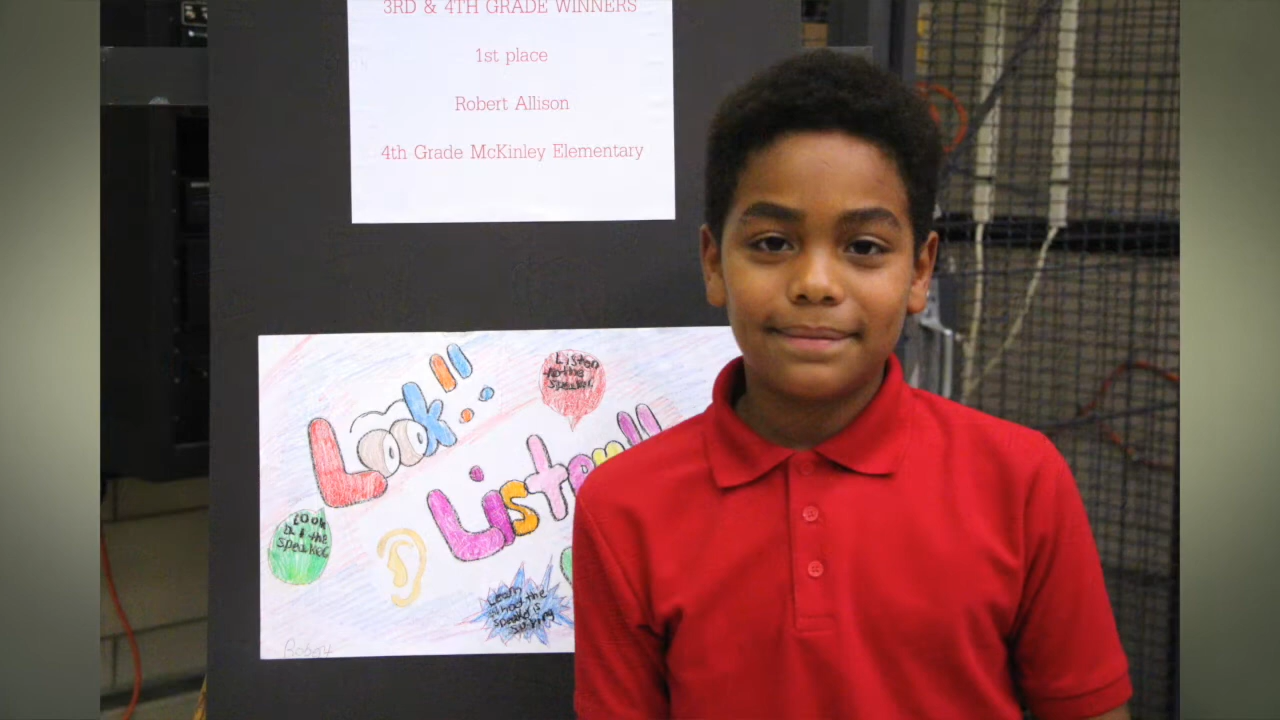 3RD & 4TH GRADE WINNERS
1st place
Robert Allison
4th Grade McKinley Elementary
Look!!
Listen
to the
speaker.
Listen!!
Look
at the
speaker
Learn
what the
speaker is
saying
Robert